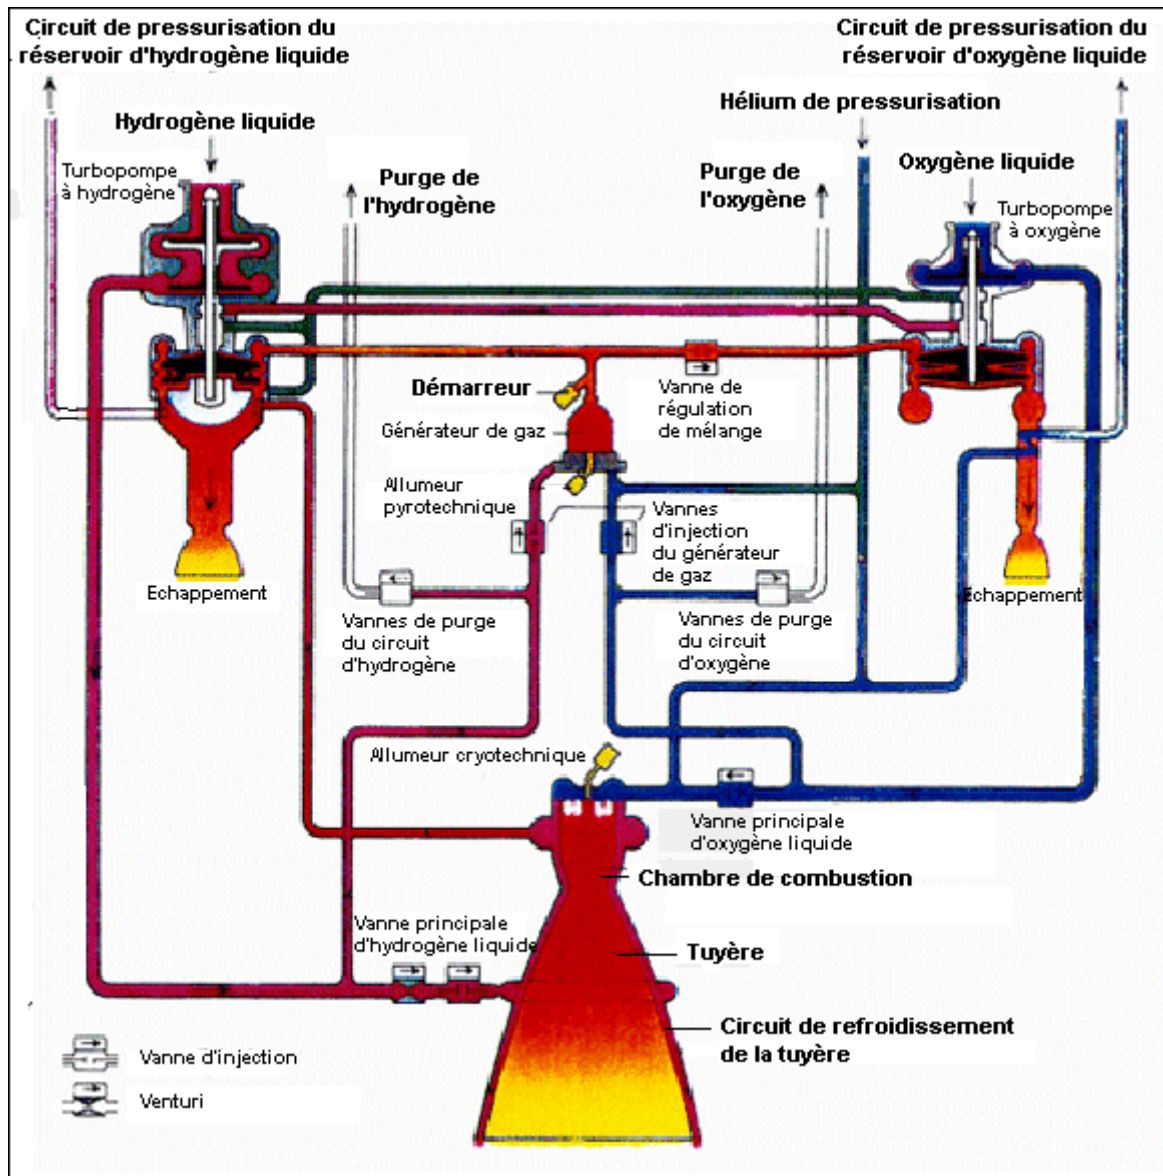 Circuit de pressurisation du
réservoir d'hydrogène liquide
Circuit de pressurisation du
réservoir d'oxygène liquide
Hélium de pressurisation
Hydrogène liquide
Oxygène liquide
Turbopompe
à hydrogène
Purge de
l'hydrogène
Purge de
l'oxygène
Turbopompe
à oxygène
Démarreur
Vanne de
régulation
de mélange
Générateur de gaz
Allumeur
pyrotechnique
Vannes
d'injection
du générateur
de gaz
Echappement
Echappement
Vannes de purge
du circuit
d'hydrogène
Vannes de purge
du circuit
d'oxygène
Allumeur cryotechnique
Vanne principale
d'oxygène liquide
Chambre de combustion
Vanne principale
d'hydrogène liquide
Tuyère
Circuit de refroidissement
de la tuyère
Vanne d'injection
Venturi